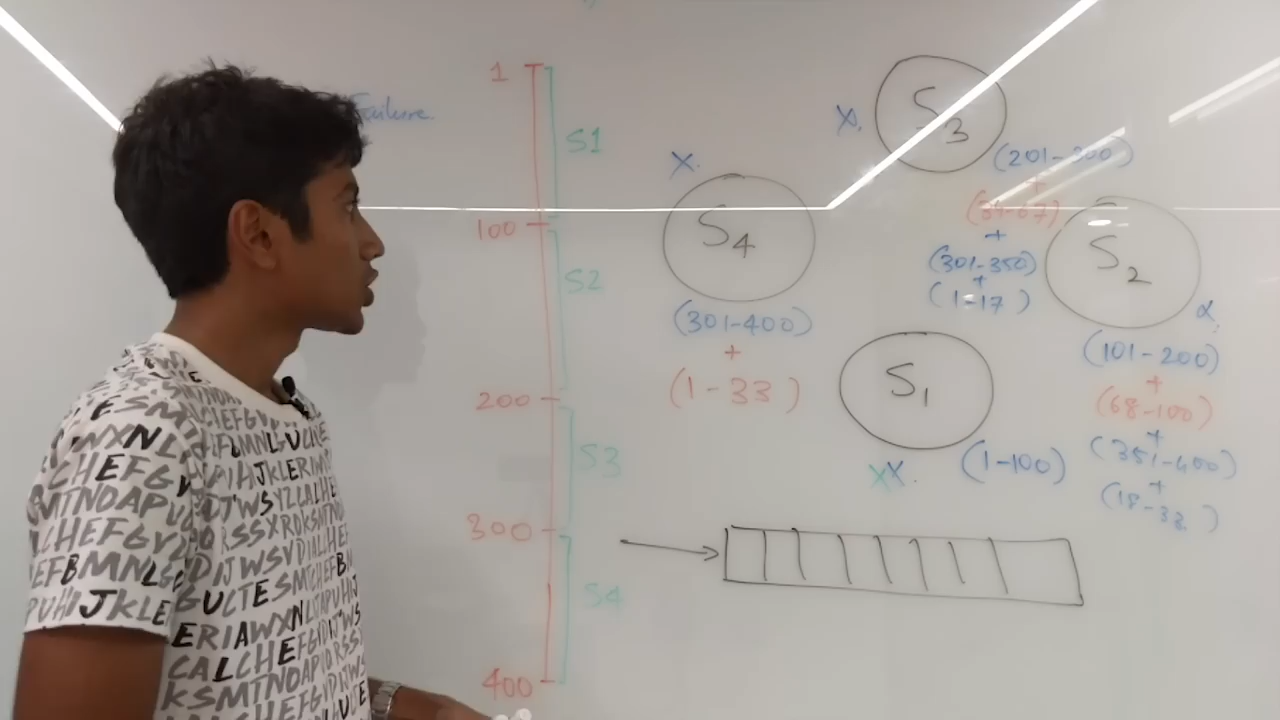 Failure.
1
100
200
300
400
S1
S2
S3
S4
X.
S4
(301-400)
+
(1-33)
X.
S3
(201-300)
+
(34-67)
+
(301-350)
+
(1-17)
S2
(101-200)
+
(68-100)
+
(351-400)
+
(18-33)
S1
XX.
(1-100)